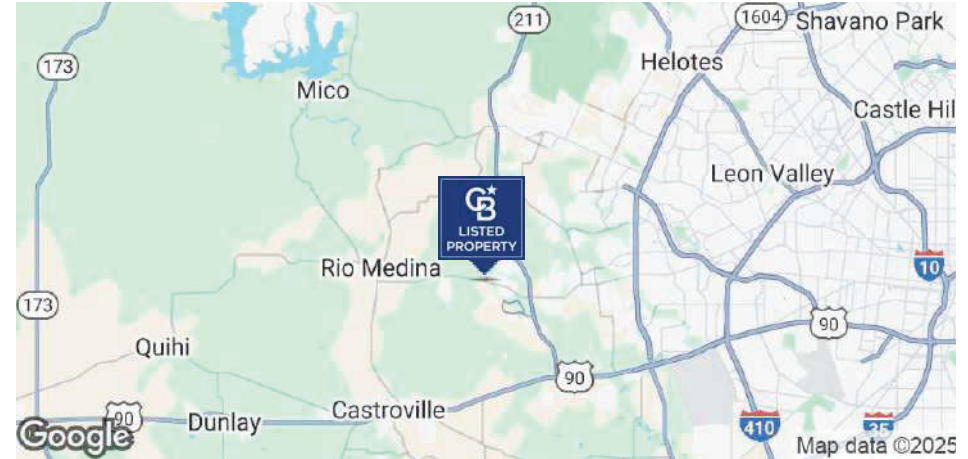 211
1604
Shavano Park
173
Helotes
Mico
Castle Hil
Leon Valley
CB
LISTED
PROPERTY
Rio Medina
10
173
90
Quihi
90
90
Dunlay
Castroville
410
35
Google
Map data ©2025